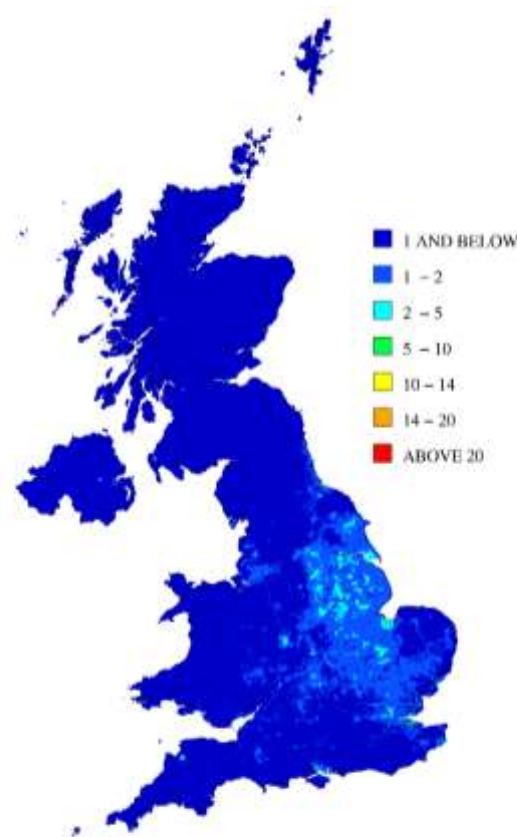 1 AND BELOW
1 – 2
2 – 5
5 – 10
10 – 14
14 – 20
ABOVE 20